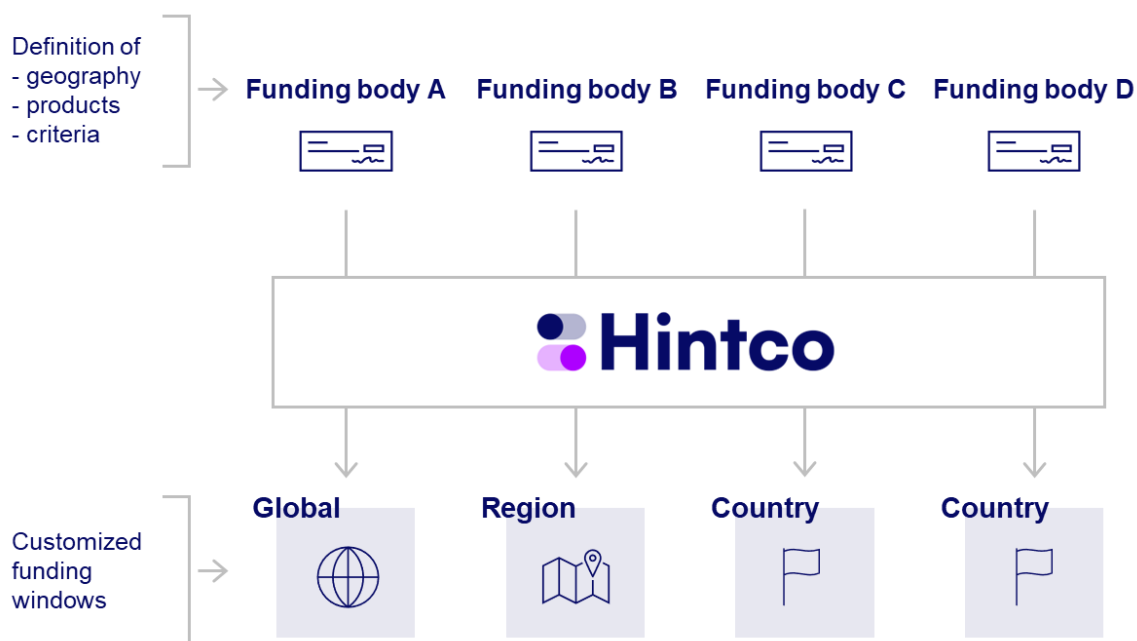 Definition of
- geography
- products
- criteria
Funding body A
Funding body B
Funding body C
Funding body D
Hintco
Global
Region
Country
Country
Customized
funding
windows